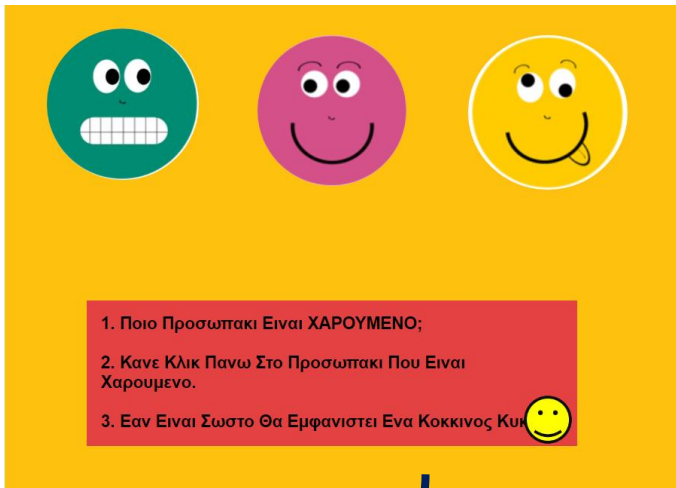 1. Ποιο Προσωπακι Ειναι ΧΑΡΟΥΜΕΝΟ;
2. Κανε Κλικ Πανω Στο Προσωπακι Που Ειναι
Χαρουμενο.
3. Εαν Ειναι Σωστο Θα Εμφανιστει Ενα Κοκκινος